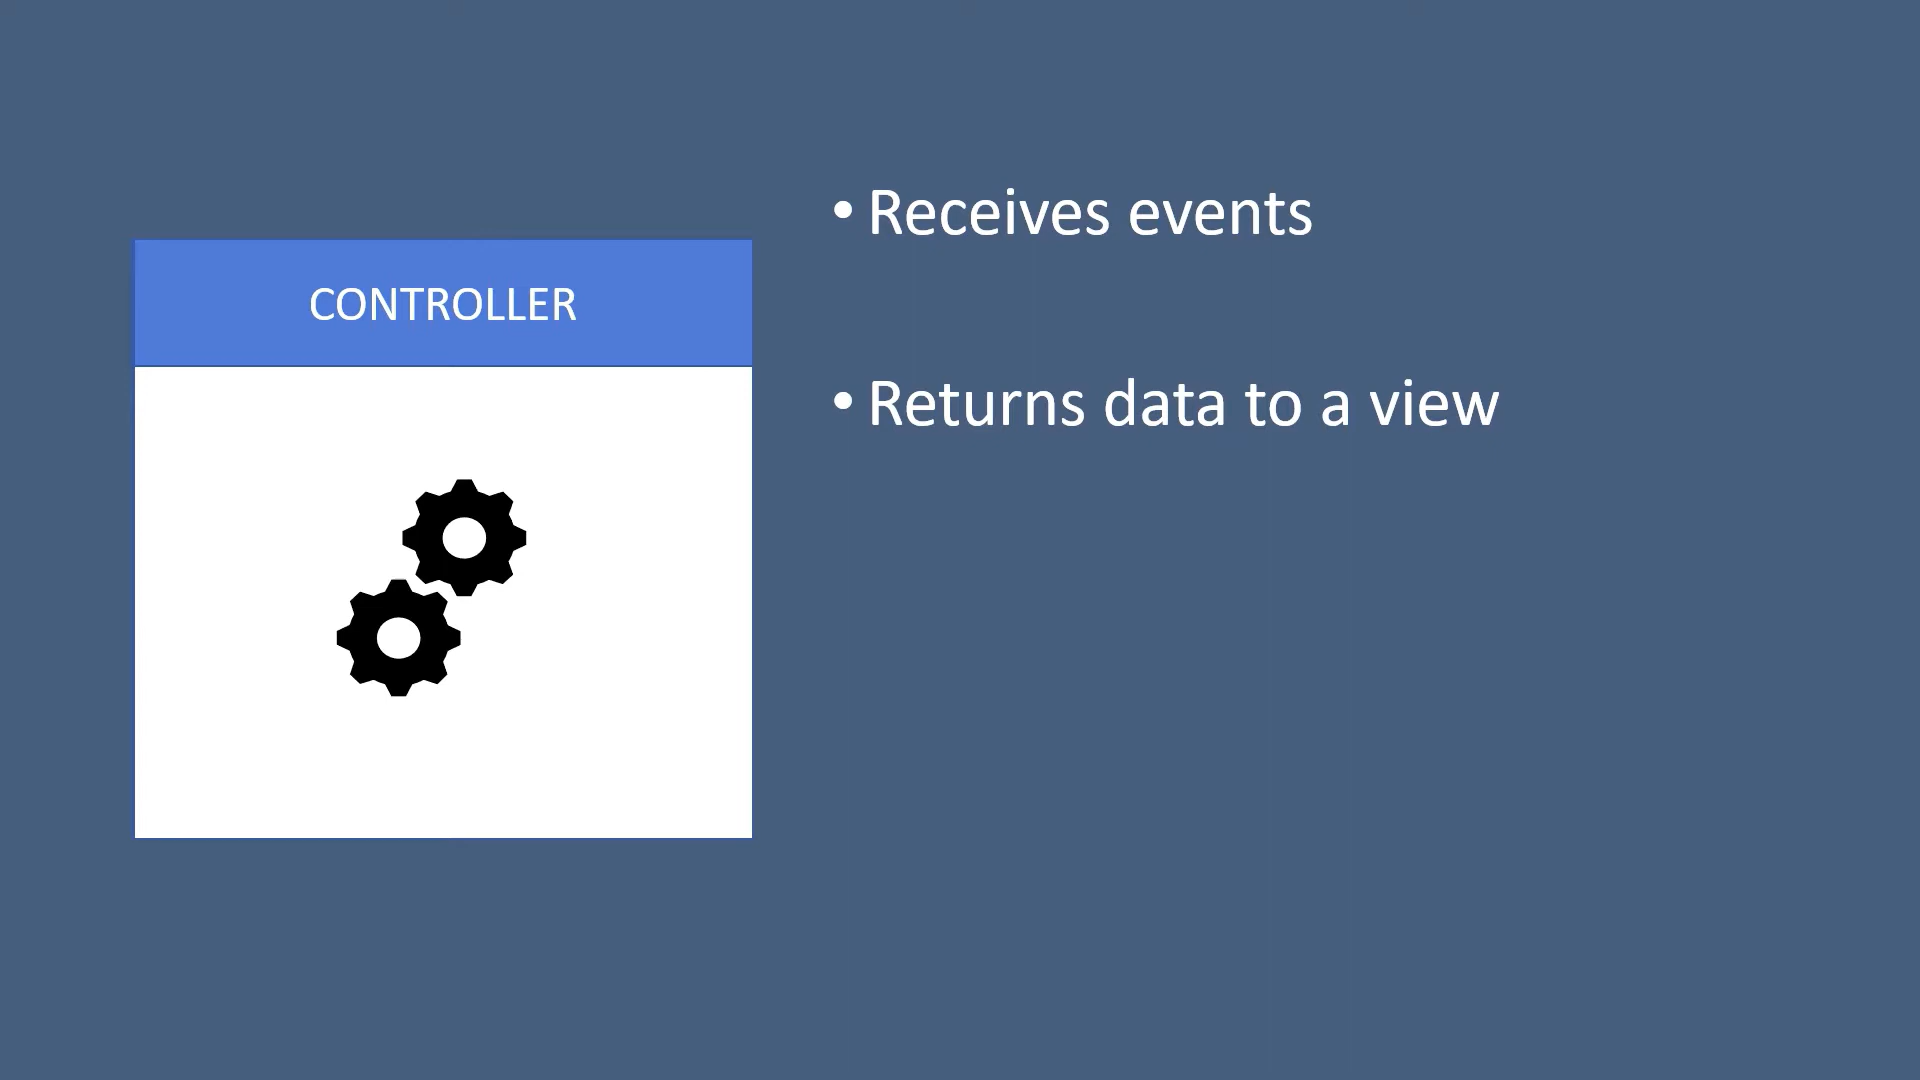 CONTROLLER
• Receives events
• Returns data to a view